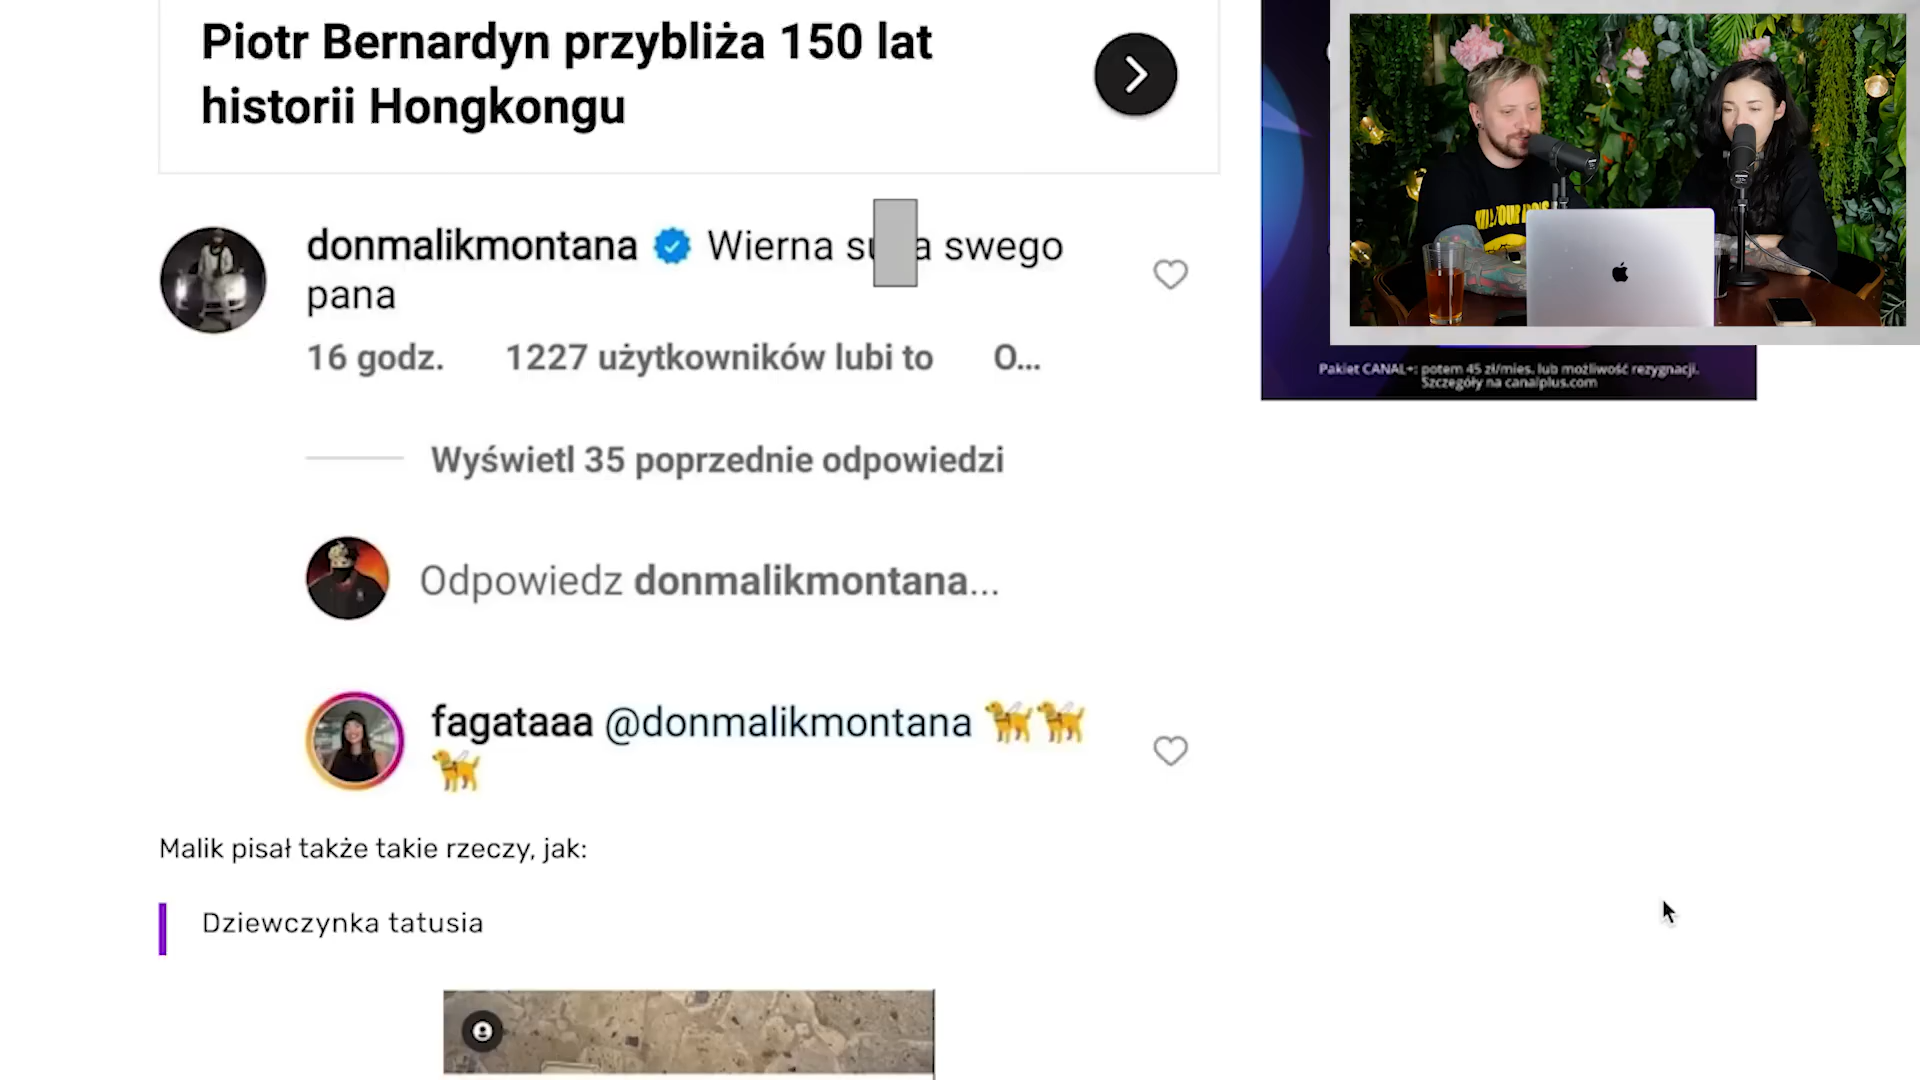 Piotr Bernardyn przybliża 150 lat
historii Hongkongu
donmalikmontana Wierna su a swego
pana
16 godz. 1227 użytkowników lubi to O...
Wyświetl 35 poprzednie odpowiedzi
Odpowiedz donmalikmontana...
fagataaa @donmalikmontana
Malik pisał także takie rzeczy, jak:
Dziewczynka tatusia
Pakiet CANAL+: potem 45 zł/mies. lub możliwość rezygnacji.
Szczegóły na canalplus.com